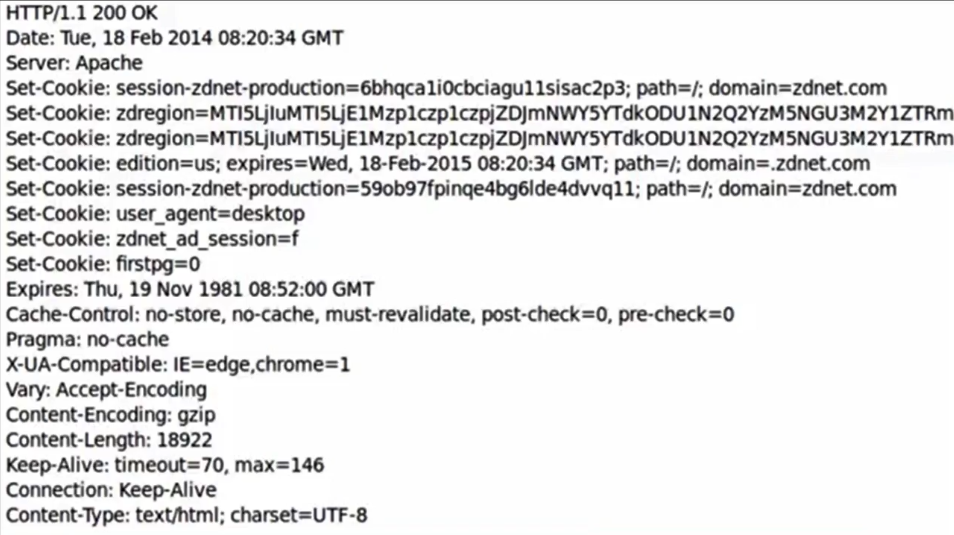 HTTP/1.1 200 OK
Date: Tue, 18 Feb 2014 08:20:34 GMT
Server: Apache
Set-Cookie: session-zdnet-production=6bhqca1i0cbciagu11sisac2p3; path=/; domain=zdnet.com
Set-Cookie: zdregion=MTI5LjIuMTI5LjE1Mzp1czp1czpjZDJmNWY5YTdkODU1N2Q2YzM5NGU3M2Y1ZTRm
Set-Cookie: zdregion=MTI5LjIuMTI5LjE1Mzp1czp1czpjZDJmNWY5YTdkODU1N2Q2YzM5NGU3M2Y1ZTRm
Set-Cookie: edition=us; expires=Wed, 18-Feb-2015 08:20:34 GMT; path=/; domain=.zdnet.com
Set-Cookie: session-zdnet-production=59ob97fpinqe4bg6lde4dvvq11; path=/; domain=zdnet.com
Set-Cookie: user_agent=desktop
Set-Cookie: zdnet_ad_session=f
Set-Cookie: firstpg=0
Expires: Thu, 19 Nov 1981 08:52:00 GMT
Cache-Control: no-store, no-cache, must-revalidate, post-check=0, pre-check=0
Pragma: no-cache
X-UA-Compatible: IE=edge,chrome=1
Vary: Accept-Encoding
Content-Encoding: gzip
Content-Length: 18922
Keep-Alive: timeout=70, max=146
Connection: Keep-Alive
Content-Type: text/html; charset=UTF-8